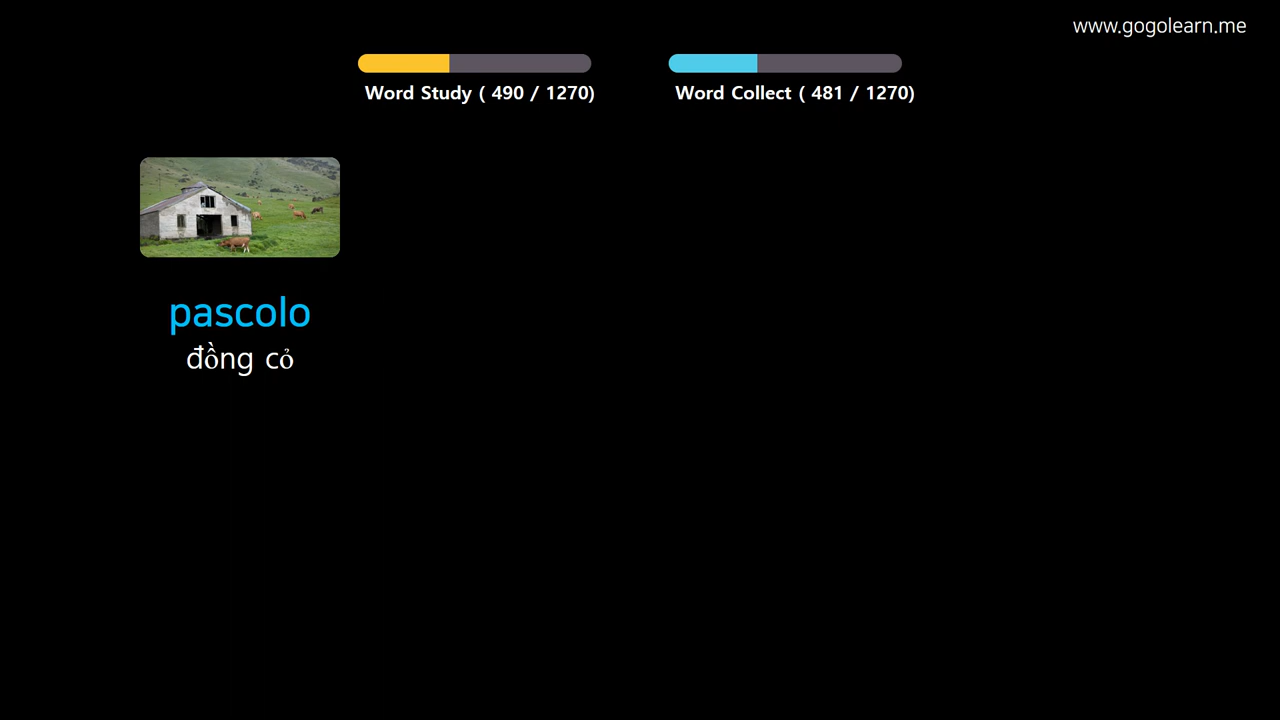 www.gogolearn.me
Word Study ( 490 / 1270)
Word Collect ( 481 / 1270)
pascolo
đồng cỏ